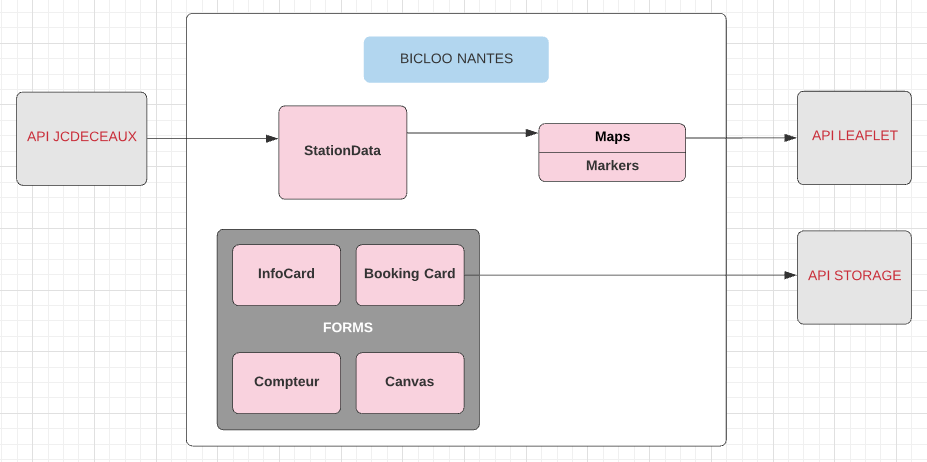 BICLOO NANTES
API JCDECEAUX
StationData
Maps
Markers
API LEAFLET
InfoCard
Booking Card
API STORAGE
FORMS
Compteur
Canvas